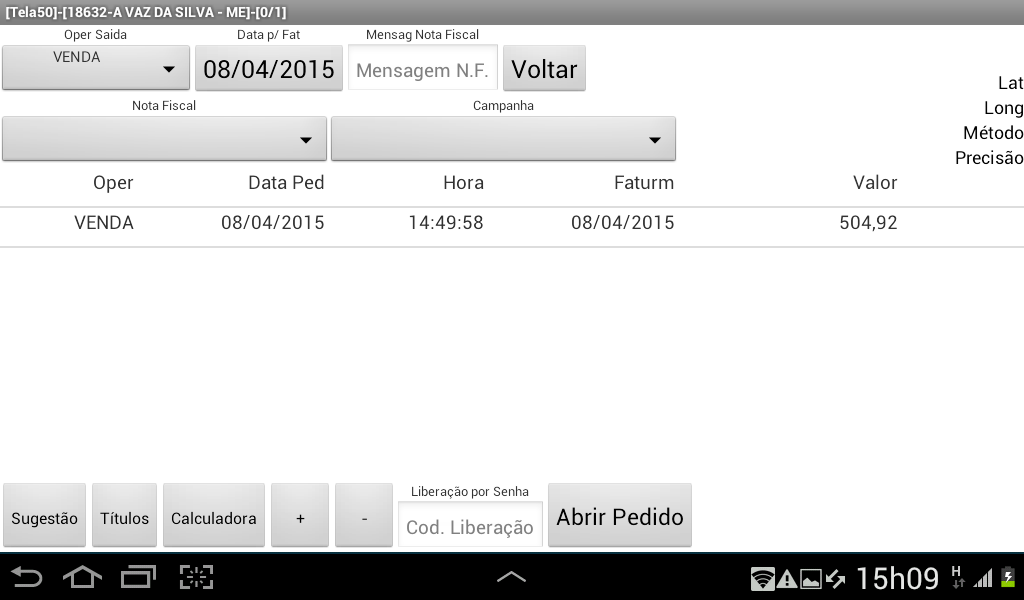 [Tela50]-[18632-A VAZ DA SILVA - ME]-[0/1]
Oper Saida Data p/ Fat Mensag Nota Fiscal
VENDA 08/04/2015 Mensagem N.F. Voltar
Lat
Nota Fiscal Campanha Long
Método
Precisão
Oper Data Ped Hora Faturm Valor
VENDA 08/04/2015 14:49:58 08/04/2015 504,92
Liberação por Senha
Sugestão Títulos Calculadora + - Cod. Liberação Abrir Pedido
15h09 H